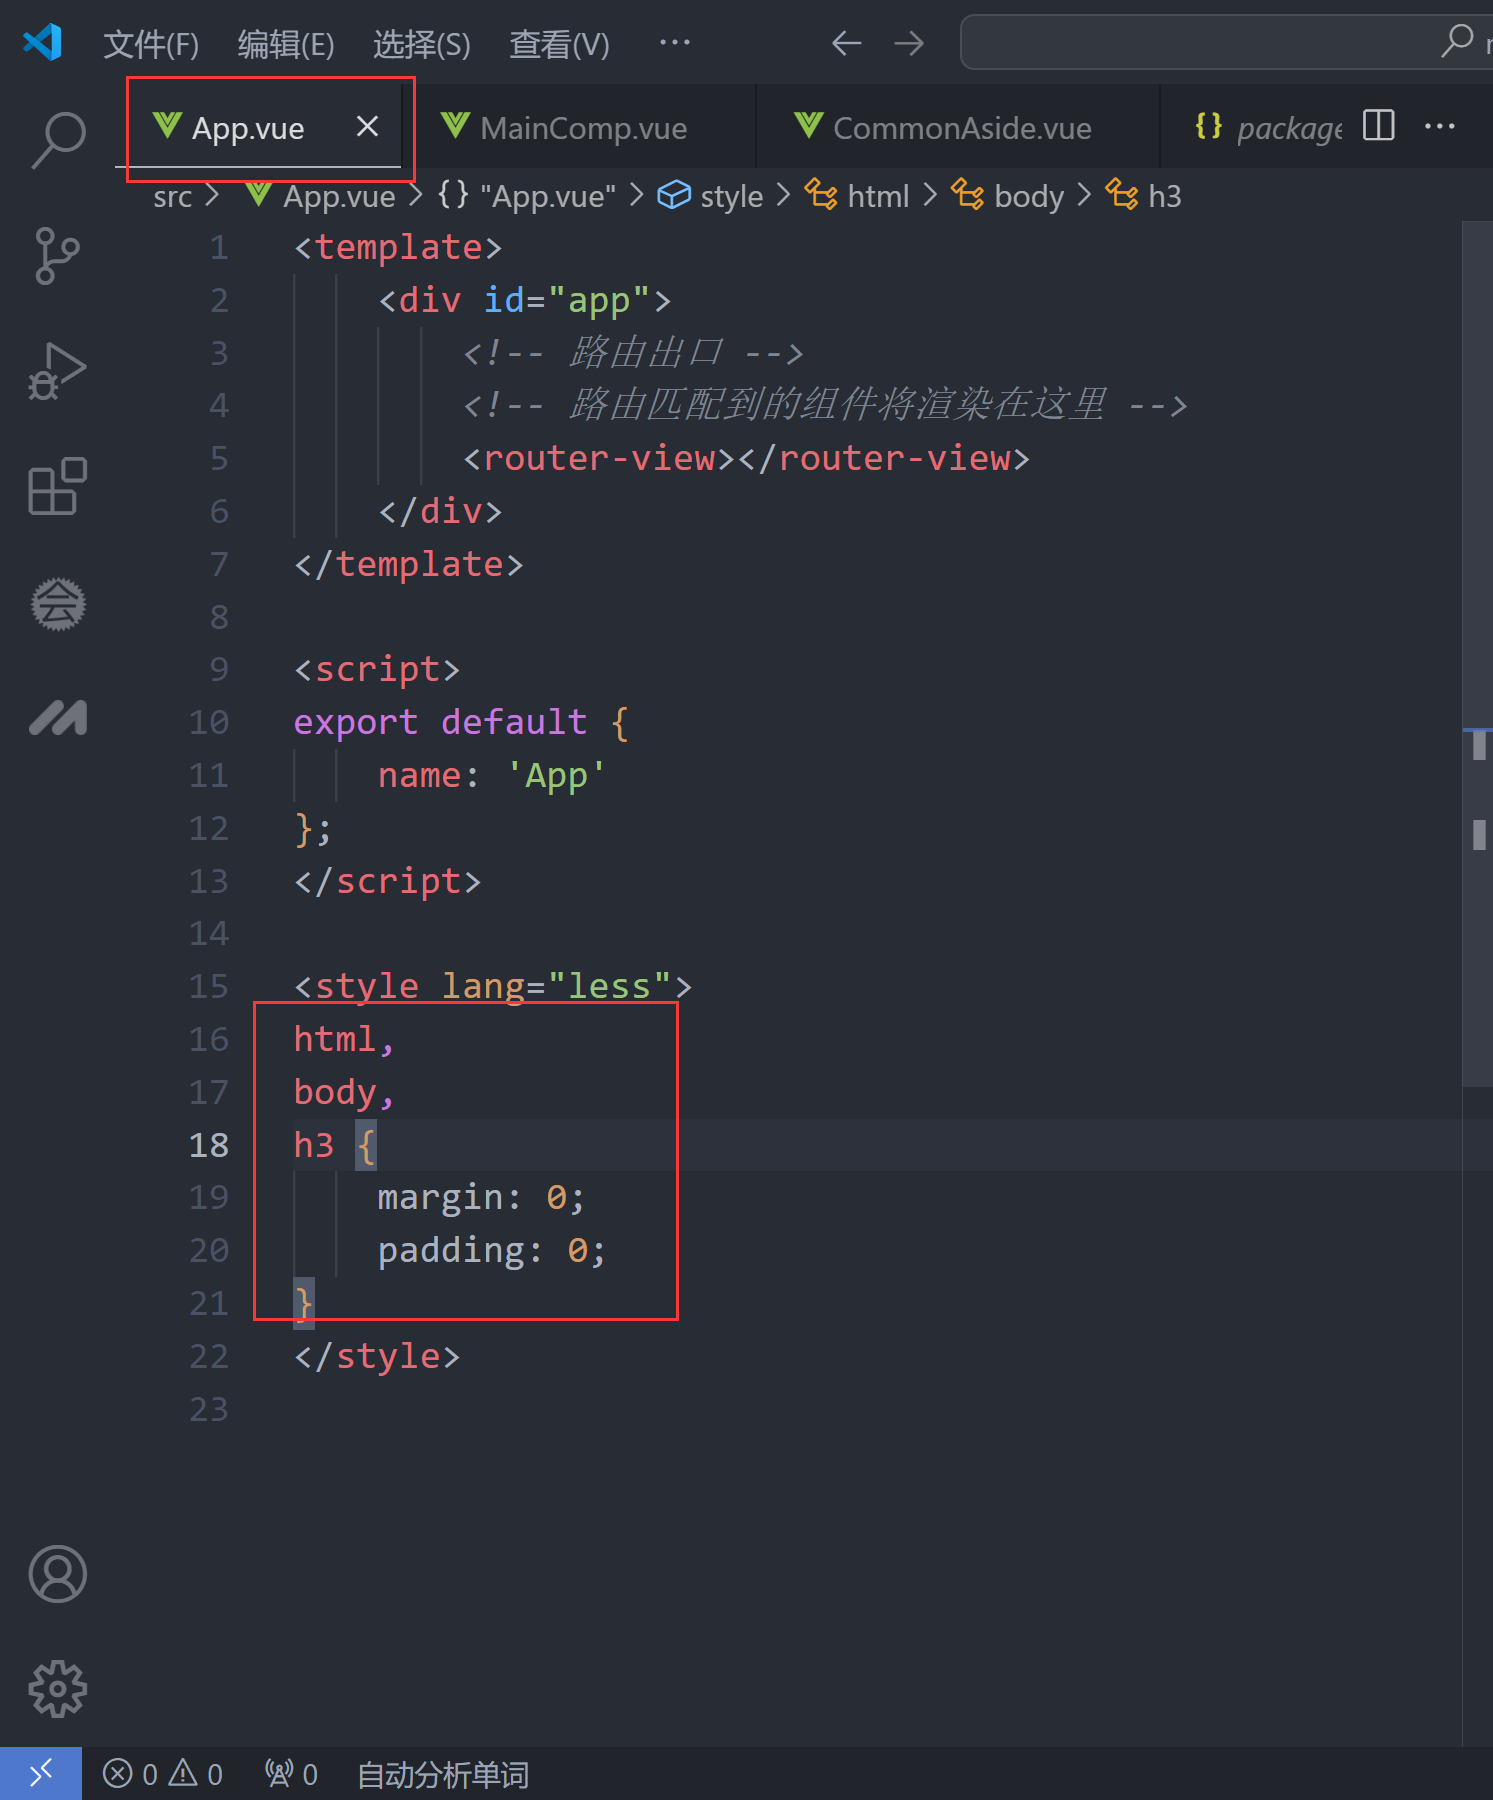 文件(F) 编辑(E) 选择(S) 查看(V) ···
App.vue MainComp.vue CommonAside.vue {} package
src > App.vue > {} "App.vue" > style > html > body > h3
1 <template>
2 <div id="app">
3 <!-- 路由出口 -->
4 <!-- 路由匹配到的组件将渲染在这里 -->
5 <router-view></router-view>
6 </div>
7 </template>
8
9 <script>
10 export default {
11 name: 'App'
12 };
13 </script>
14
15 <style lang="less">
16 html,
17 body,
18 h3 {
19 margin: 0;
20 padding: 0;
21 }
22 </style>
23
0 0 0 自动分析单词